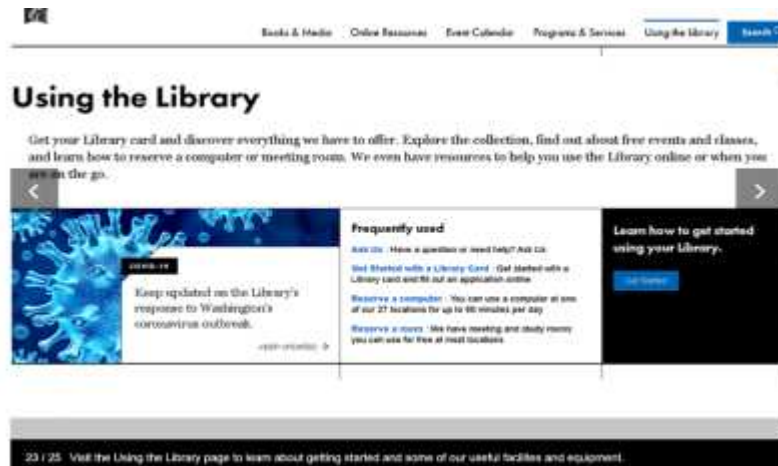 Books & Media Online Resources Event Calendar Programs & Services Using the Library Search
Using the Library
Get your Library card and discover everything we have to offer. Explore the collection, find out about free events and classes,
and learn how to reserve a computer or meeting room. We even have resources to help you use the Library online or when you
are on the go.
COVID-19
Keep updated on the Library's
response to Washington's
coronavirus outbreak.
Frequently used
Ask Us : Have a question or need help? Ask Us
Get Started with a Library Card : Get started with a
Library card and fill out an application online
Reserve a computer : You can use a computer at one
of our 27 locations for up to 90 minutes per day
Reserve a room : We have meeting and study rooms
you can use for free at most locations
Learn how to get started
using your Library.
Get Started
23 / 25 Visit the Using the Library page to learn about getting started and some of our useful facilities and equipment.